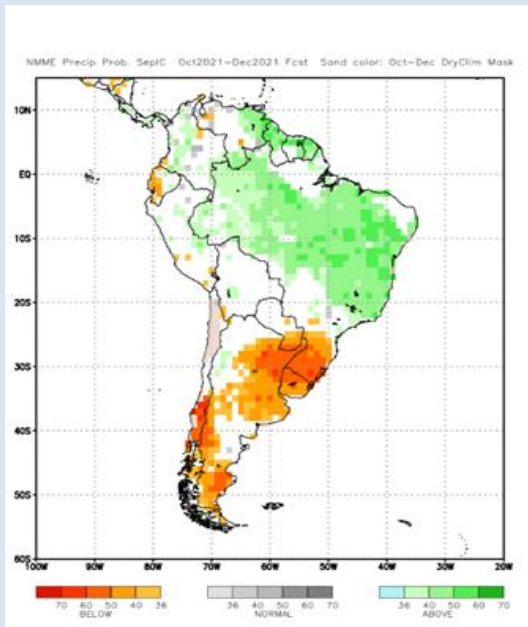 NMME Precip Prob. SepIC Oct2021-Dec2021 Fcst Sand color: Oct-Dec DryClim Mask
10N
EQ
10S
20S
30S
40S
50S
60S
100W 90W 80W 70W 60W 50W 40W 30W 20W
70 60 50 40 36
BELOW
36 40 50 60 70
NORMAL
36 40 50 60 70
ABOVE